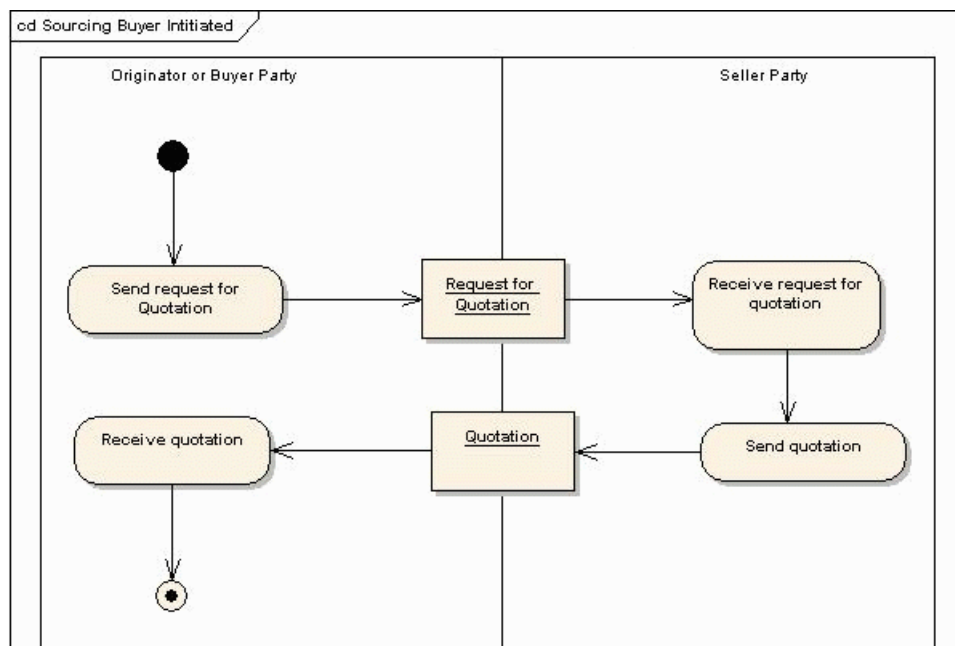 cd Sourcing Buyer Intitiated
Originator or Buyer Party
Seller Party
Send request for
Quotation
Request for
Quotation
Receive request for
quotation
Receive quotation
Quotation
Send quotation